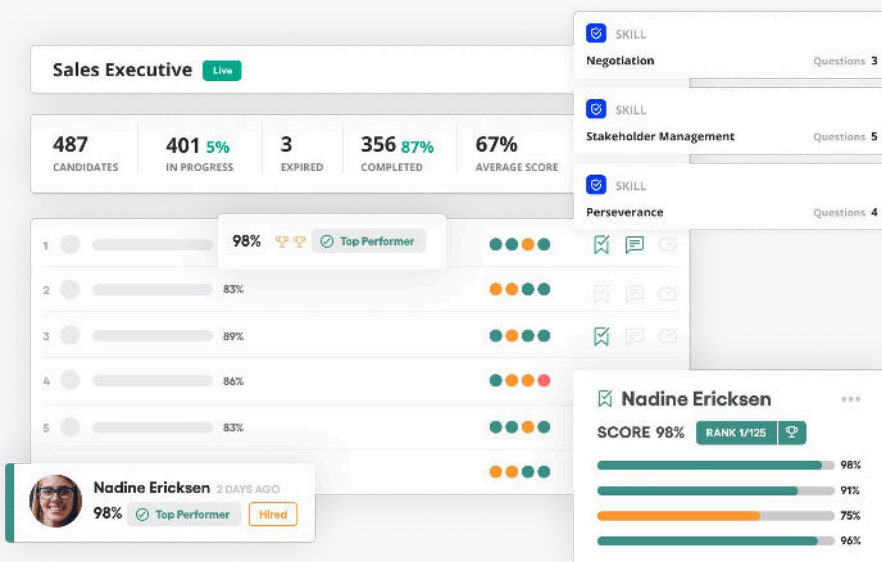 Sales Executive Live
487 401 5% 3 356 87% 67%
CANDIDATES IN PROGRESS EXPIRED COMPLETED AVERAGE SCORE
SKILL
Negotiation Questions 3
SKILL
Stakeholder Management Questions 5
SKILL
Perseverance Questions 4
1 98% Top Performer
2 83%
3 89%
4 86%
5 83%
Nadine Ericksen 2 DAYS AGO
98% Top Performer Hired
Nadine Ericksen
SCORE 98% RANK 1/125
98%
91%
75%
96%